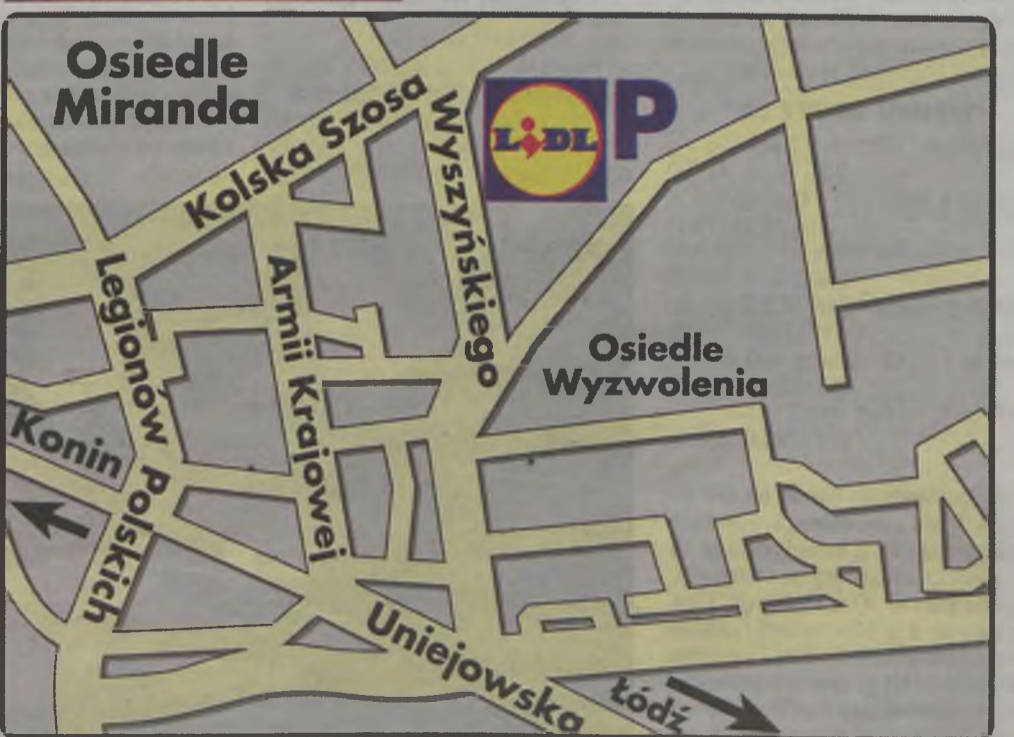 Osiedle
Miranda
Kolska Szosa
Wyszyńskiego
LiDL
P
Legionów Polskich
Armii Krajowej
Osiedle
Wyzwolenia
Konin
Uniejowska
Łódź